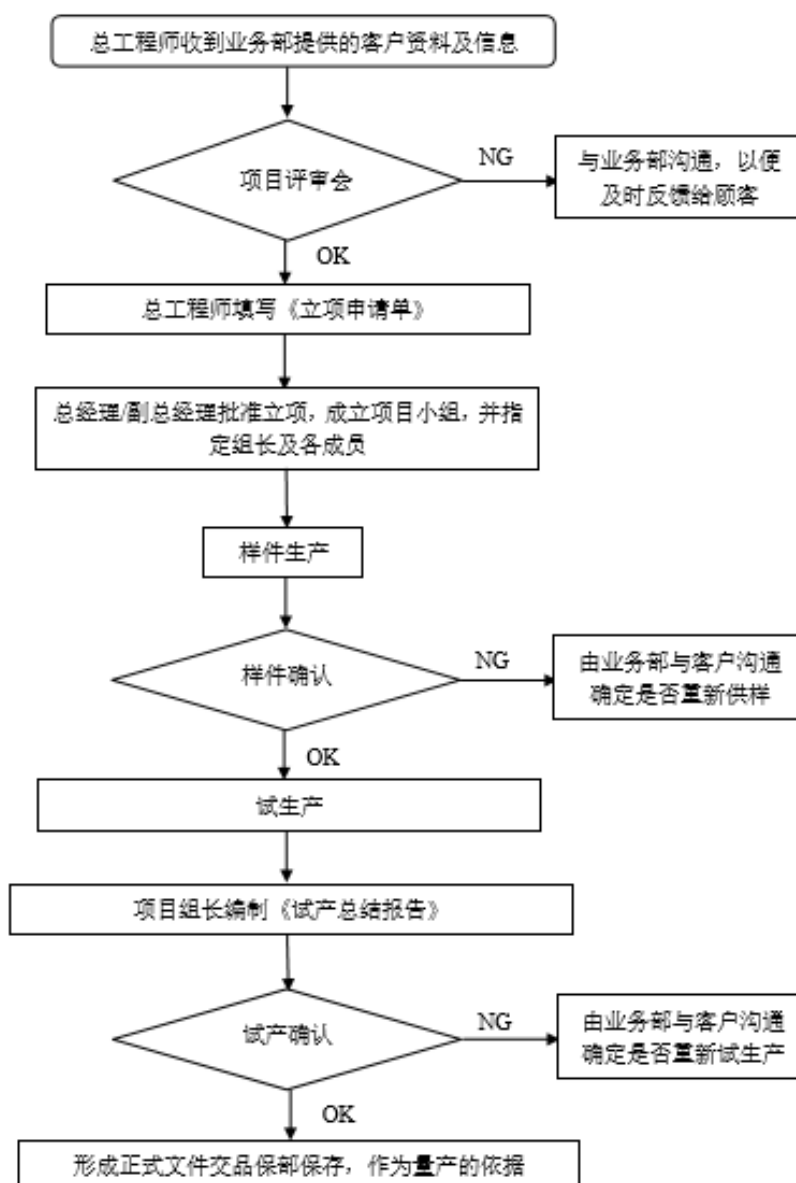 总工程师收到业务部提供的客户资料及信息
项目评审会
NG
与业务部沟通，以便
及时反馈给顾客
OK
总工程师填写《立项申请单》
总经理/副总经理批准立项，成立项目小组，并指
定组长及各成员
样件生产
样件确认
NG
由业务部与客户沟通
确定是否重新供样
OK
试生产
项目组长编制《试产总结报告》
试产确认
NG
由业务部与客户沟通
确定是否重新试生产
OK
形成正式文件交品保部保存，作为量产的依据